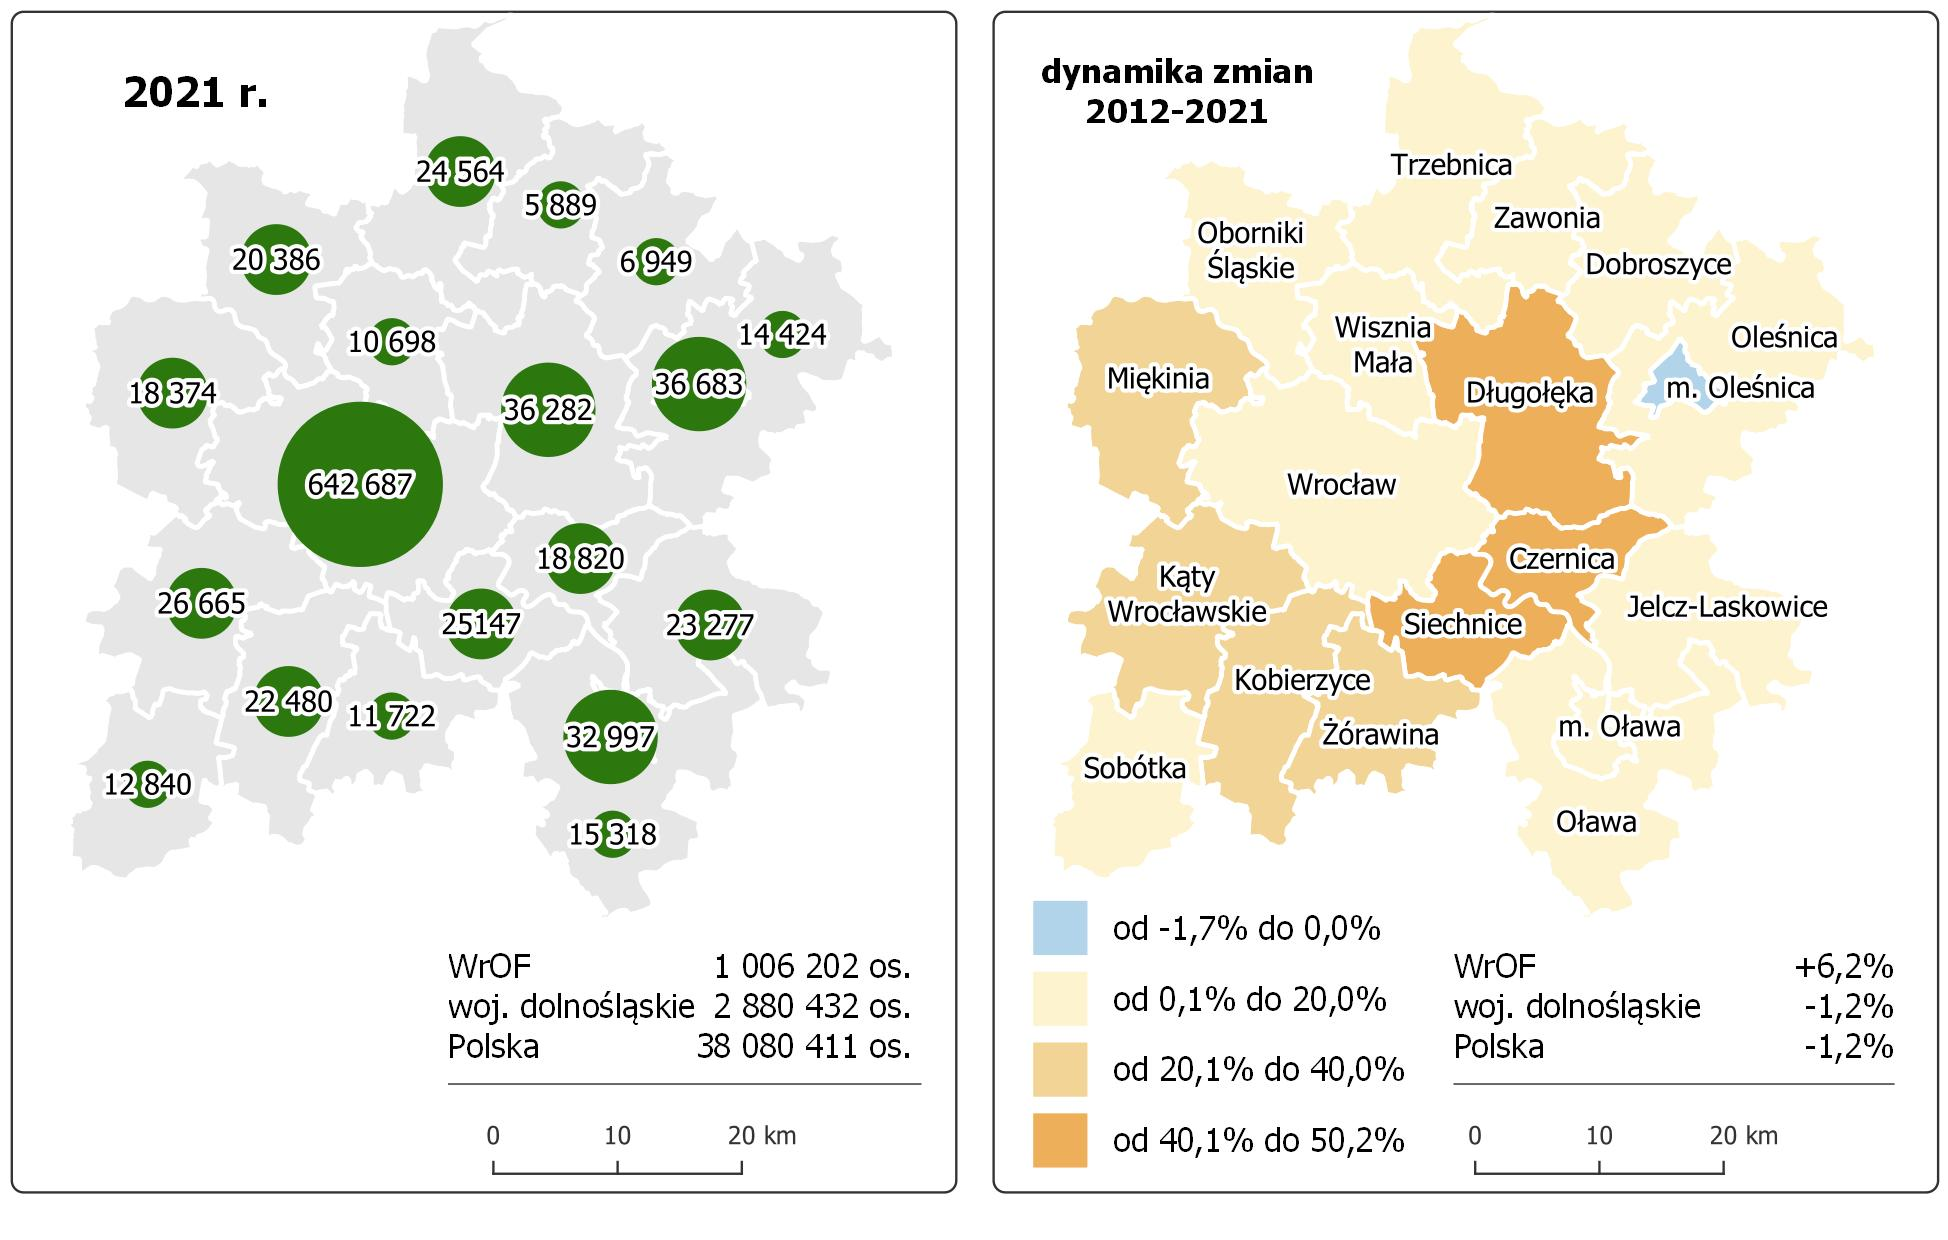 2021 r.
24 564
5 889
20 386
6 949
10 698
14 424
18 374
36 683
36 282
642 687
18 820
26 665
25147
23 277
22 480
11 722
32 997
12 840
15 318
WrOF 1 006 202 os.
woj. dolnośląskie 2 880 432 os.
Polska 38 080 411 os.
0 10 20 km
dynamika zmian
2012-2021
Trzebnica
Zawonia
Oborniki
Śląskie
Dobroszyce
Wisznia
Mała
Oleśnica
Miękinia
Długołęka
m. Oleśnica
Wrocław
Czernica
Kąty
Wrocławskie
Jelcz-Laskowice
Siechnice
Kobierzyce
Żórawina
m. Oława
Sobótka
Oława
od -1,7% do 0,0%
od 0,1% do 20,0%
od 20,1% do 40,0%
od 40,1% do 50,2%
WrOF +6,2%
woj. dolnośląskie -1,2%
Polska -1,2%
0 10 20 km